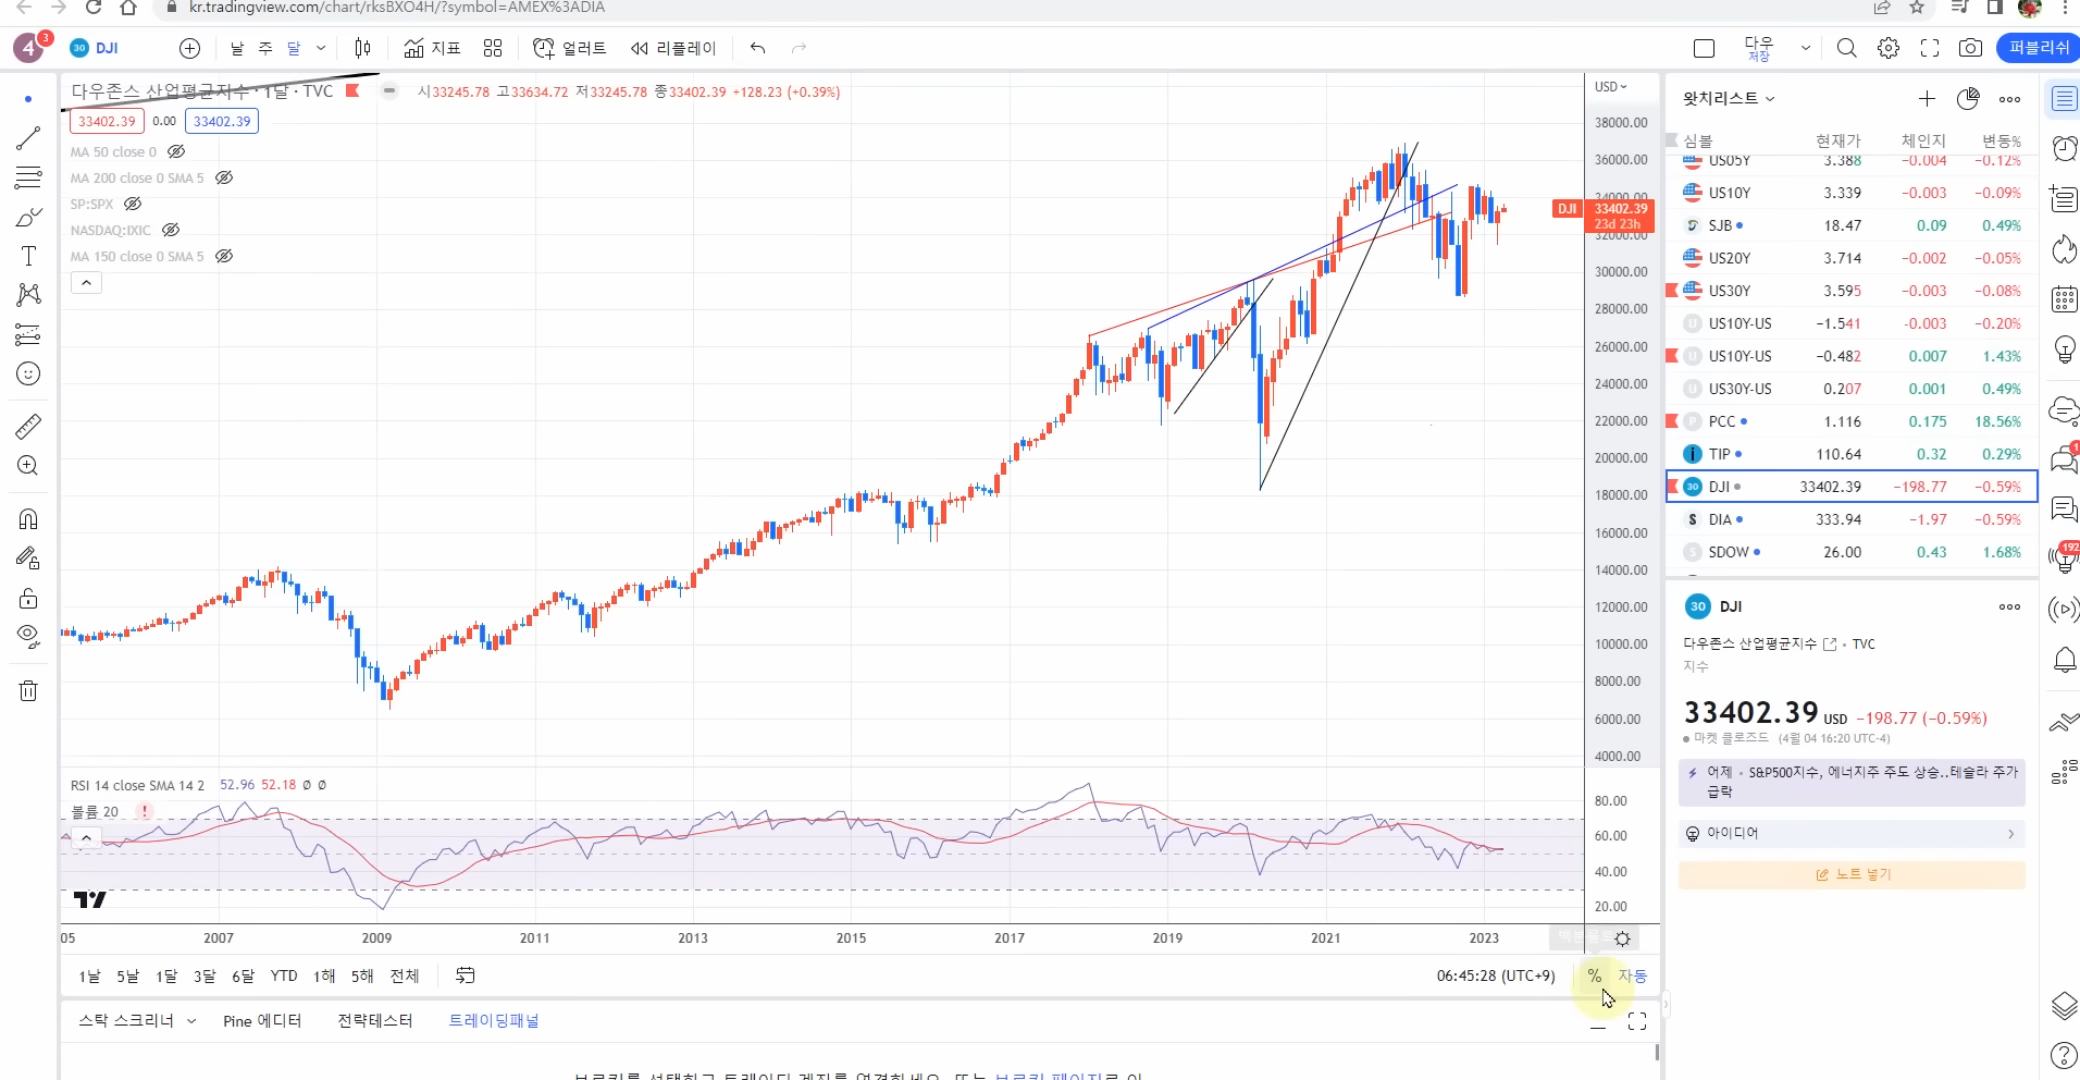 kr.tradingview.com/chart/rksBXO4H/?symbol=AMEX%3ADIA
4 3 30 DJI 날 주 달 지표 얼러트 리플레이 다우 저장 퍼블리쉬
다우존스 산업평균지수 · 1달 · TVC 시33245.78 고33634.72 저33245.78 종33402.39 +128.23 (+0.39%)
33402.39 0.00 33402.39
MA 50 close 0
MA 200 close 0 SMA 5
SP:SPX
NASDAQ:IXIC
MA 150 close 0 SMA 5
USD
38000.00
36000.00
34000.00
DJI 33402.39
23d 23h
32000.00
30000.00
28000.00
26000.00
24000.00
22000.00
20000.00
18000.00
16000.00
14000.00
12000.00
10000.00
8000.00
6000.00
4000.00
RSI 14 close SMA 14 2 52.96 52.18 ∅ ∅
볼륨 20 !
80.00
60.00
40.00
20.00
05 2007 2009 2011 2013 2015 2017 2019 2021 2023
1날 5날 1달 3달 6달 YTD 1해 5해 전체 06:45:28 (UTC+9) % 자동
스탁 스크리너 Pine 에디터 전략테스터 트레이딩패널
왓치리스트
심볼 현재가 체인지 변동%
US05Y 3.388 −0.004 −0.12%
US10Y 3.339 −0.003 −0.09%
SJB 18.47 0.09 0.49%
US20Y 3.714 −0.002 −0.05%
US30Y 3.595 −0.003 −0.08%
US10Y-US −1.541 -0.003 −0.20%
US10Y-US −0.482 0.007 1.43%
US30Y-US 0.207 0.001 0.49%
PCC 1.116 0.175 18.56%
TIP 110.64 0.32 0.29%
30 DJI 33402.39 −198.77 −0.59%
DIA 333.94 −1.97 −0.59%
SDOW 26.00 0.43 1.68%
30 DJI
다우존스 산업평균지수 · TVC
지수
33402.39 USD −198.77 (−0.59%)
마켓 클로즈드 (4월 04 16:20 UTC-4)
어제 · S&P500지수, 에너지주 주도 상승..테슬라 주가
급락
아이디어
노트 넣기
1
192